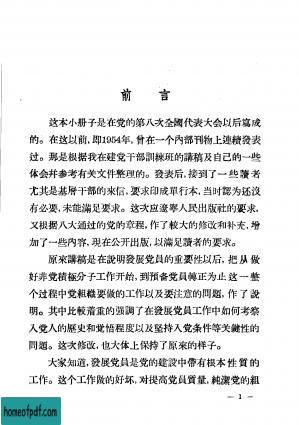 前言
这本小册子是在党的第八次全國代表大会以后寫成
的。在这以前，即1954年，曾在一个内部刊物上連續發表
过。那是根据我在建党干部訓練班的講稿及自己的一些
体会幷参考有关文件整理的。發表后，接到了一些讀者
尤其是基層干部的來信，要求印成單行本，当时認为还沒
有必要，未能滿足要求。这次应遼寧人民出版社的要求，
又根据八大通过的党的章程，作了較大的修改和补充，增
加了一些内容，現在公开出版，以滿足讀者的要求。
原來講稿是在說明發展党員的重要性以后，把从做
好非党積極分子工作开始，到預备党員轉正为止这一整
个过程中党組織要做的工作以及要注意的問題，作了說
明。其中比較着重的强調了在發展党員工作中如何考察
入党人的歷史和覚悟程度以及坚持入党条件等关鍵性的
問題。这次修改，也大体上保持了原來的样子。
大家知道，發展党員是党的建設中帶有根本性質的
工作。这个工作做的好坏，对提高党員質量，純潔党的組
— 1 —
homeofpdf.com